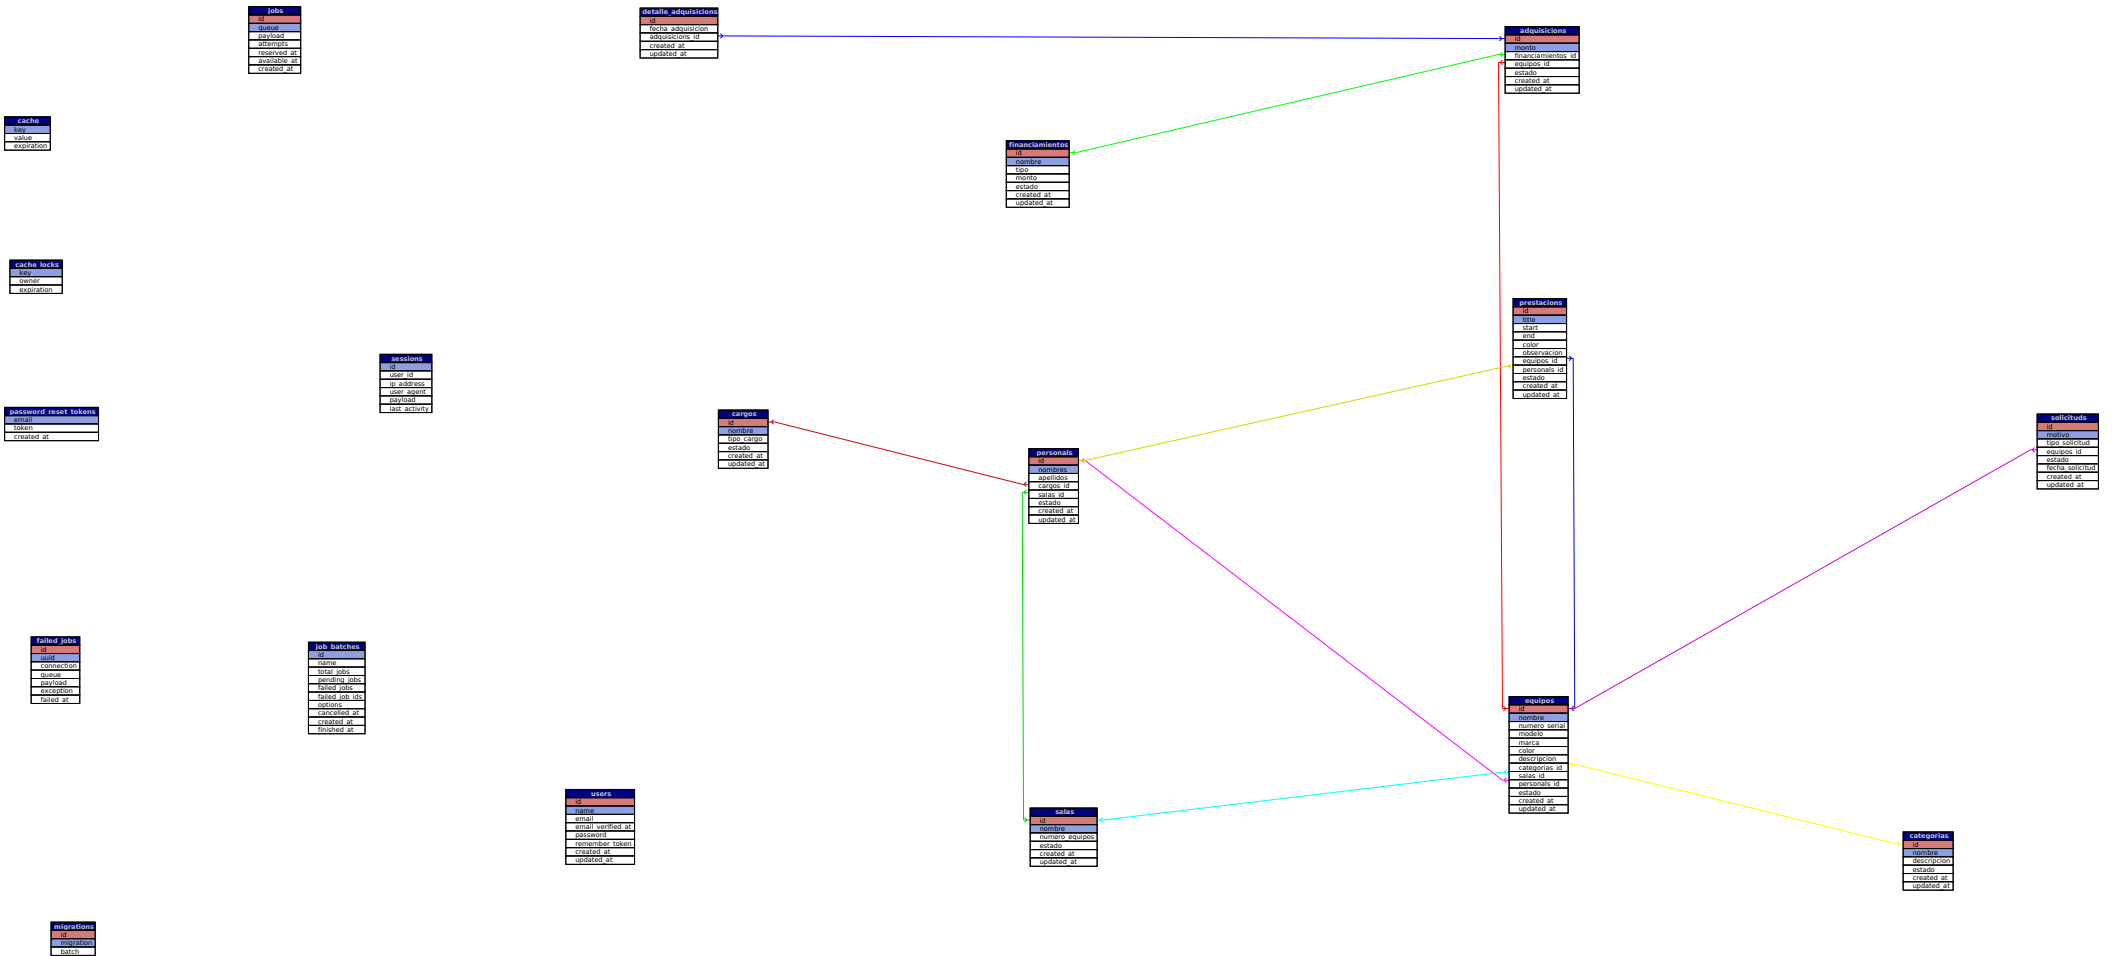 jobs
id
queue
payload
attempts
reserved_at
available_at
created_at
detalle_adquisicions
id
fecha_adquisicion
adquisicions_id
created_at
updated_at
adquisicions
id
monto
financiamientos_id
equipos_id
estado
created_at
updated_at
cache
key
value
expiration
financiamientos
id
nombre
tipo
monto
estado
created_at
updated_at
cache_locks
key
owner
expiration
prestacions
id
title
start
end
color
observacion
equipos_id
personals_id
estado
created_at
updated_at
sessions
id
user_id
ip_address
user_agent
payload
last_activity
password_reset_tokens
email
token
created_at
cargos
id
nombre
tipo_cargo
estado
created_at
updated_at
solicituds
id
motivo
tipo_solicitud
equipos_id
estado
fecha_solicitud
created_at
updated_at
personals
id
nombres
apellidos
cargos_id
salas_id
estado
created_at
updated_at
failed_jobs
id
uuid
connection
queue
payload
exception
failed_at
job_batches
id
name
total_jobs
pending_jobs
failed_jobs
failed_job_ids
options
cancelled_at
created_at
finished_at
equipos
id
nombre
numero_serial
modelo
marca
color
descripcion
categorias_id
salas_id
personals_id
estado
created_at
updated_at
users
id
name
email
email_verified_at
password
remember_token
created_at
updated_at
salas
id
nombre
numero_equipos
estado
created_at
updated_at
categorias
id
nombre
descripcion
estado
created_at
updated_at
migrations
id
migration
batch